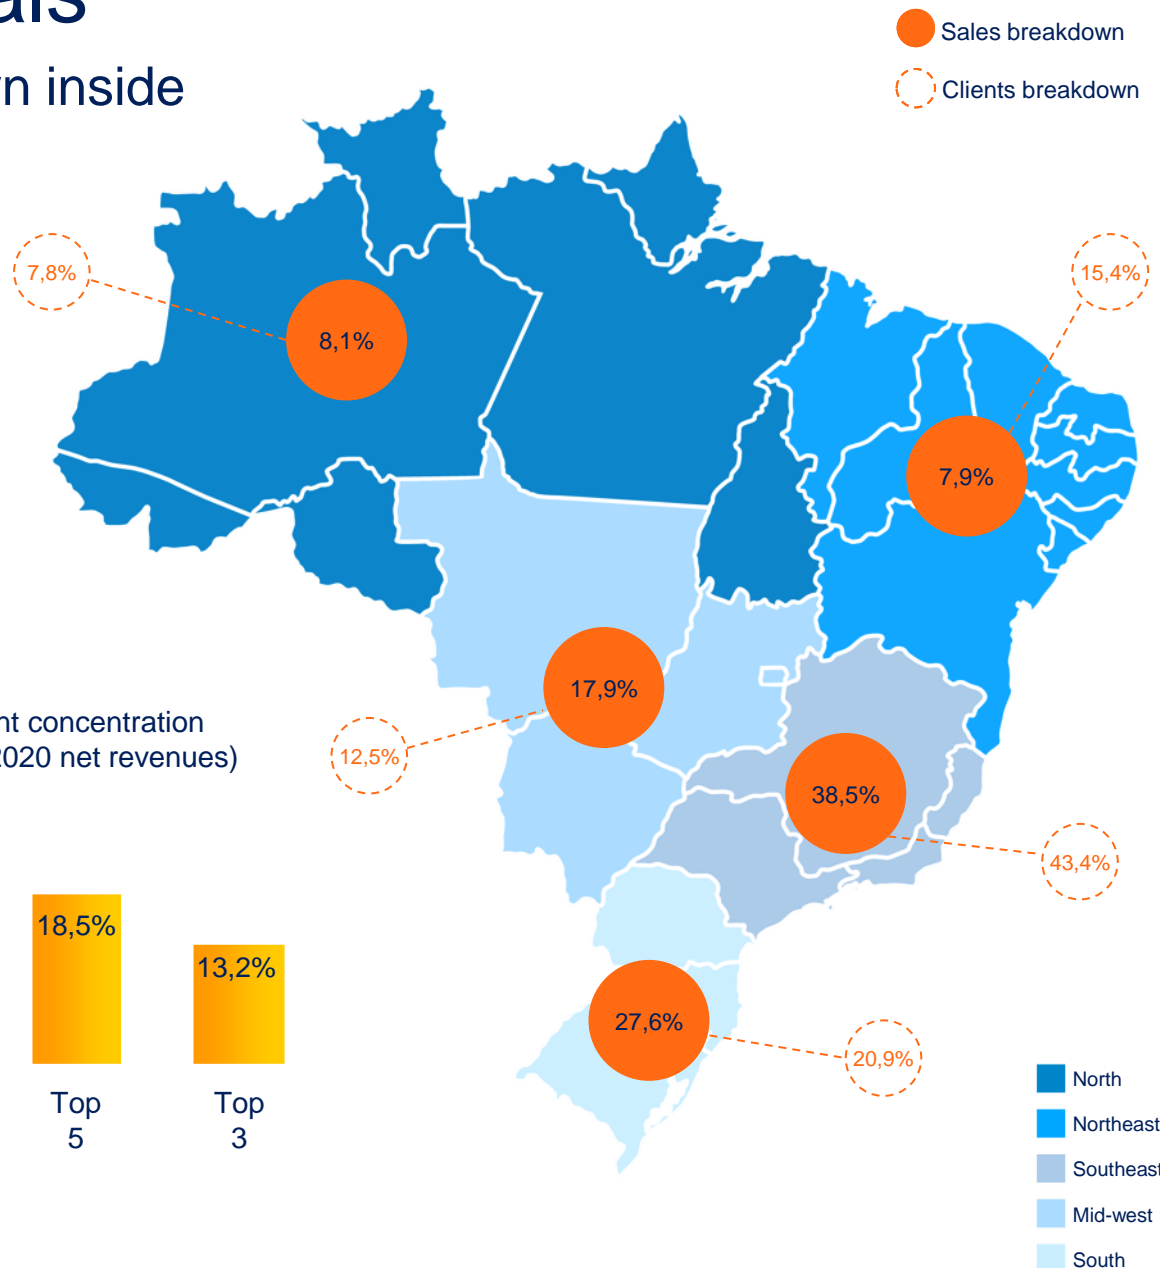 n inside
Sales breakdown
Clients breakdown
7,8%
8,1%
15,4%
7,9%
17,9%
12,5%
38,5%
43,4%
27,6%
20,9%
nt concentration
2020 net revenues)
18,5%
13,2%
Top
5
Top
3
North
Northeast
Southeast
Mid-west
South